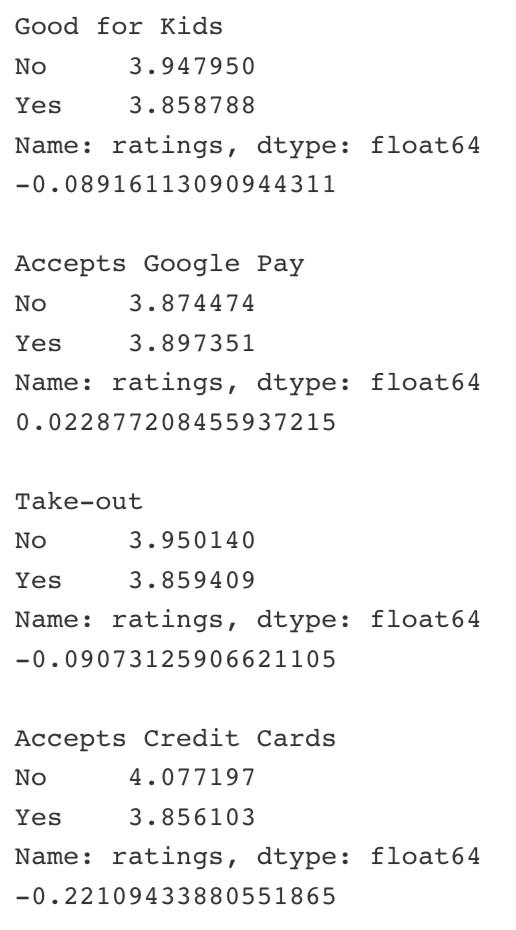 Good for Kids
No     3.947950
Yes    3.858788
Name: ratings, dtype: float64
-0.08916113090944311
Accepts Google Pay
No     3.874474
Yes    3.897351
Name: ratings, dtype: float64
0.022877208455937215
Take-out
No     3.950140
Yes    3.859409
Name: ratings, dtype: float64
-0.09073125906621105
Accepts Credit Cards
No     4.077197
Yes    3.856103
Name: ratings, dtype: float64
-0.22109433880551865